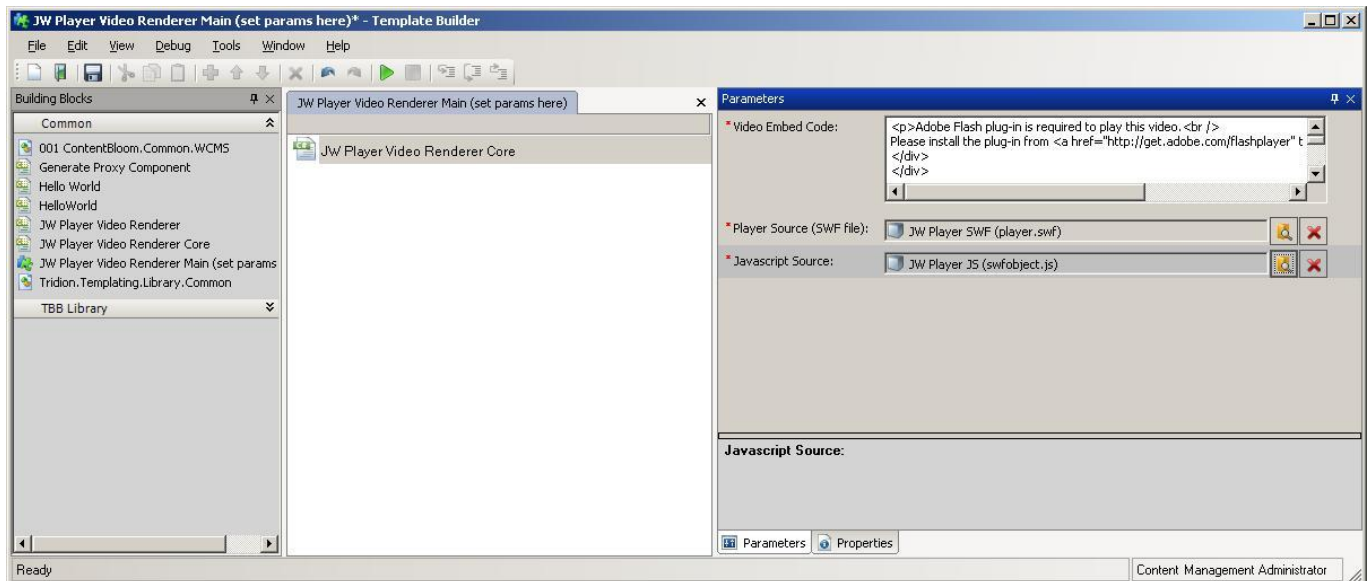 JW Player Video Renderer Main (set params here)* - Template Builder
File Edit View Debug Tools Window Help
Building Blocks
Common
001 ContentBloom.Common.WCMS
Generate Proxy Component
Hello World
HelloWorld
JW Player Video Renderer
JW Player Video Renderer Core
JW Player Video Renderer Main (set params
Tridion.Templating.Library.Common
TBB Library
JW Player Video Renderer Main (set params here)
JW Player Video Renderer Core
Parameters
*Video Embed Code:
<p>Adobe Flash plug-in is required to play this video.<br />
Please install the plug-in from <a href="http://get.adobe.com/flashplayer" t
</div>
</div>
*Player Source (SWF file): JW Player SWF (player.swf)
*Javascript Source: JW Player JS (swfobject.js)
Javascript Source:
Parameters Properties
Ready Content Management Administrator